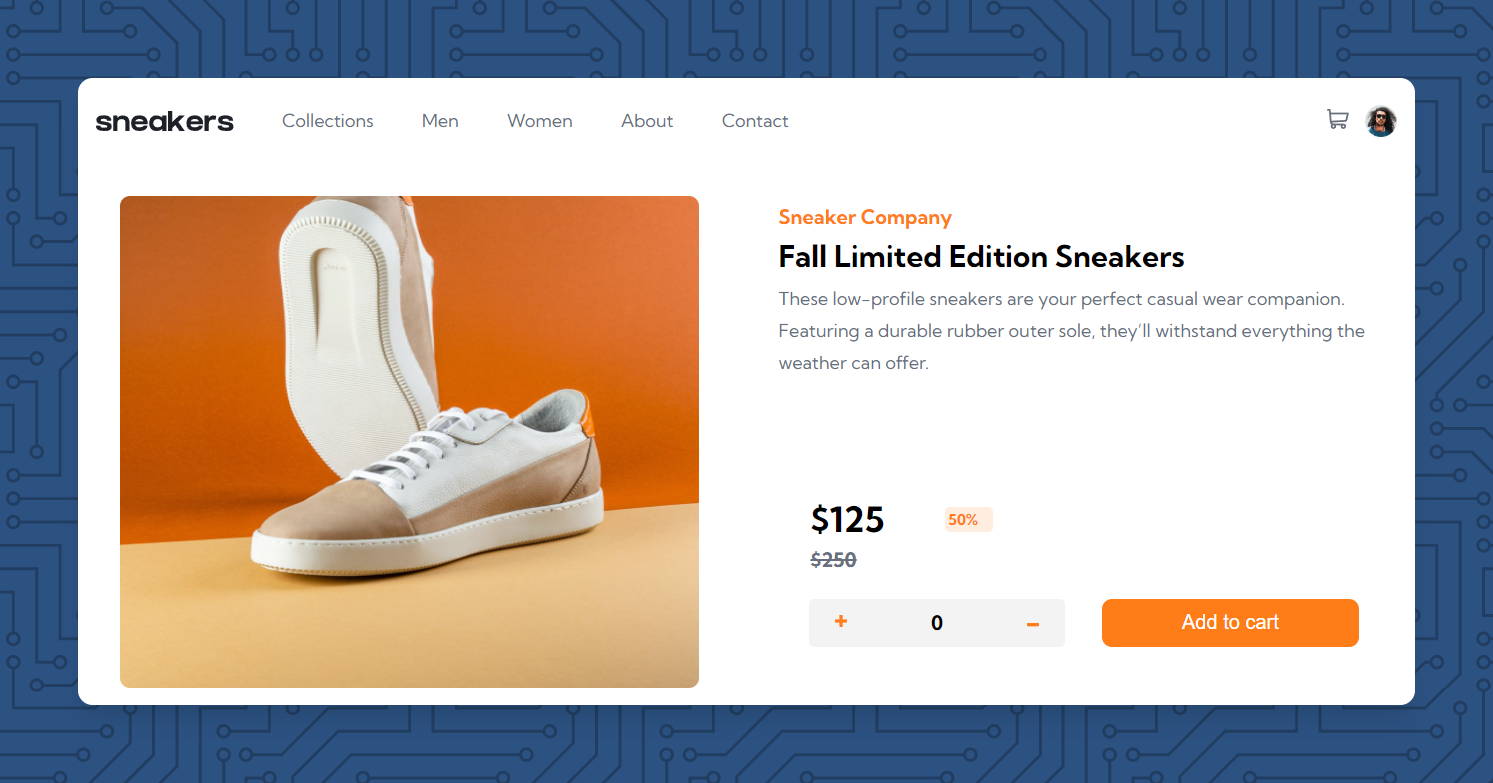 sneakers Collections Men Women About Contact
Sneaker Company
Fall Limited Edition Sneakers
These low-profile sneakers are your perfect casual wear companion.
Featuring a durable rubber outer sole, they’ll withstand everything the
weather can offer.
$125 50%
$250
+ 0 – Add to cart